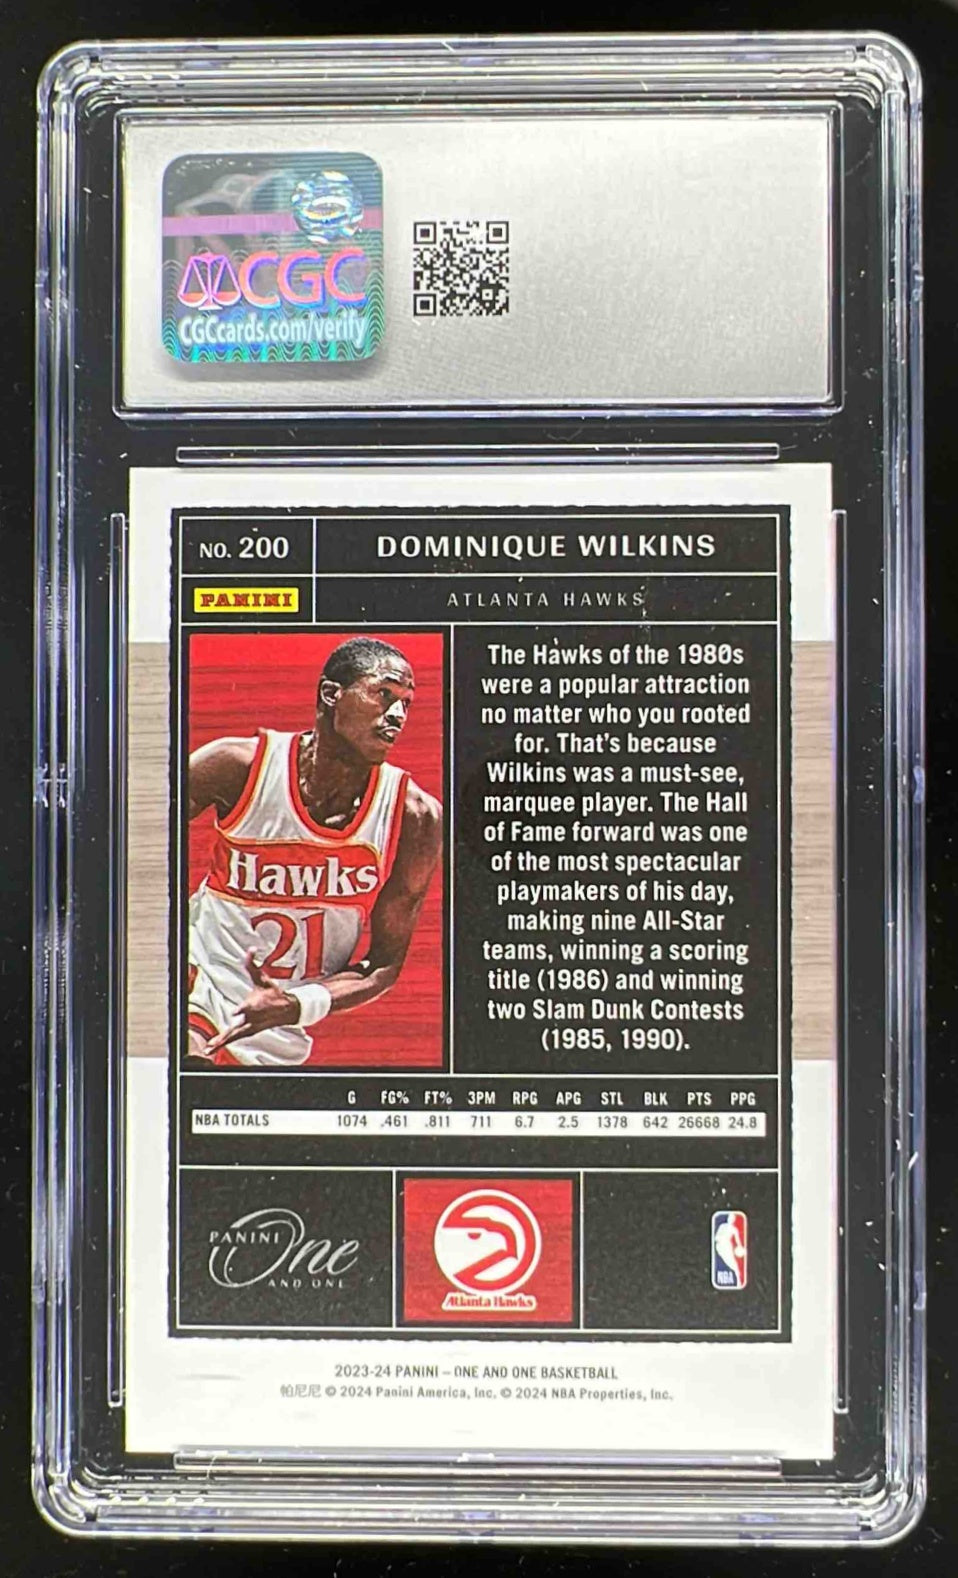 CGC
CGCcards.com/verify
NO. 200
DOMINIQUE WILKINS
PANINI
ATLANTA HAWKS
The Hawks of the 1980s
were a popular attraction
no matter who you rooted
for. That's because
Wilkins was a must-see,
marquee player. The Hall
of Fame forward was one
of the most spectacular
playmakers of his day,
making nine All-Star
teams, winning a scoring
title (1986) and winning
two Slam Dunk Contests
(1985, 1990).
Hawks
21
G FG% FT% 3PM RPG APG STL BLK PTS PPG
NBA TOTALS 1074 .461 .811 711 6.7 2.5 1378 642 26668 24.8
PANINI
One
AND ONE
Atlanta Hawks
NBA
2023-24 PANINI – ONE AND ONE BASKETBALL
帕尼尼 © 2024 Panini America, Inc. © 2024 NBA Properties, Inc.